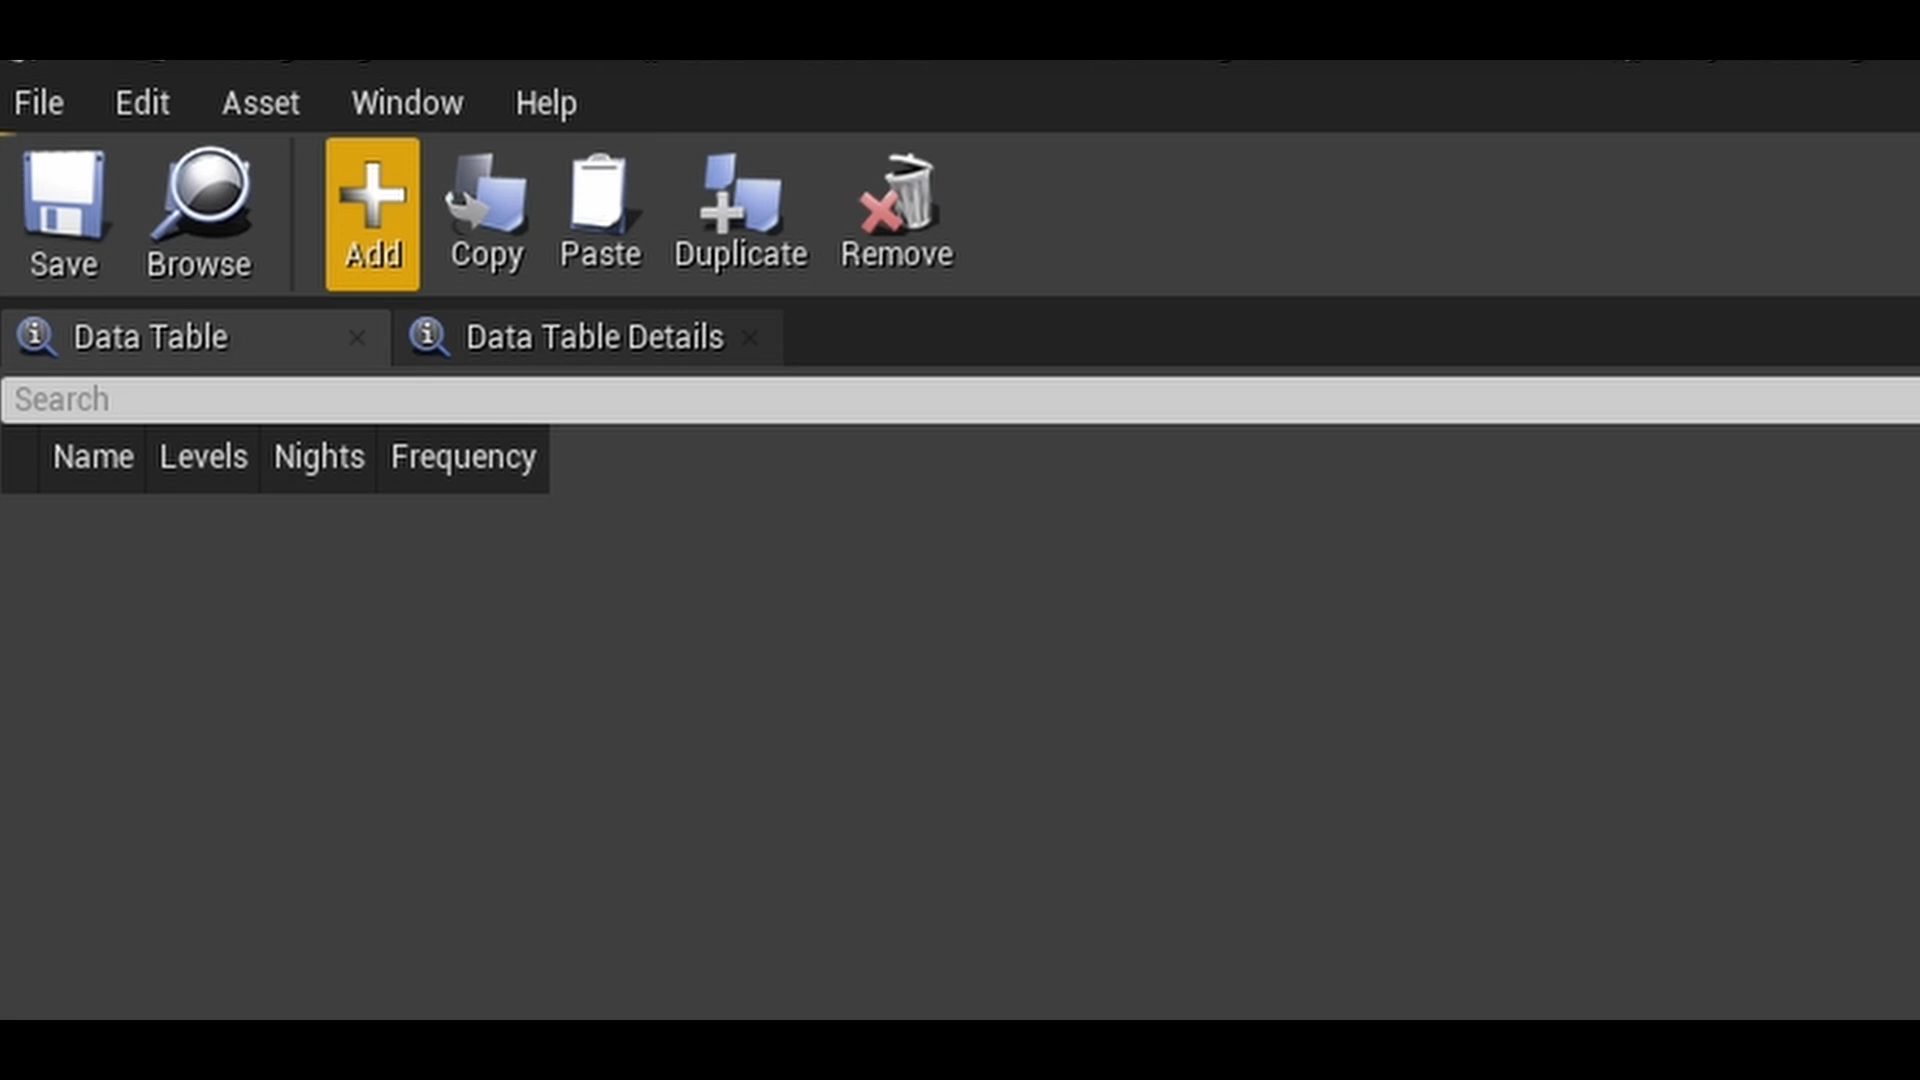 File Edit Asset Window Help
Save Browse Add Copy Paste Duplicate Remove
Data Table Data Table Details
Search
Name Levels Nights Frequency